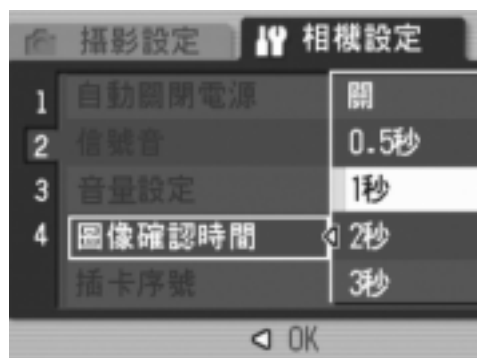 攝影設定 相機設定
1 自動關閉電源 開
2 信號音 0.5秒
3 音量設定 1秒
4 圖像確認時間 2秒
插卡序號 3秒
OK